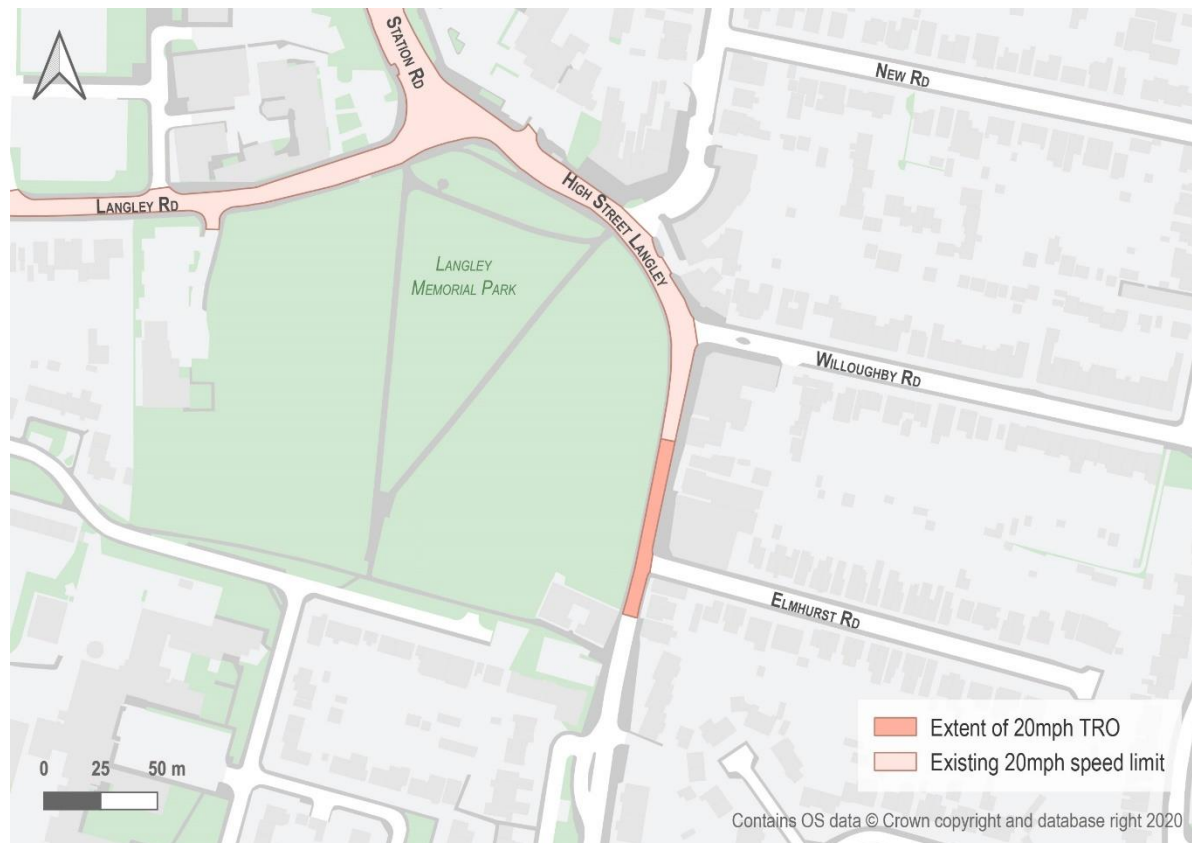 STATION RD
NEW RD
HIGH STREET LANGLEY
LANGLEY RD
LANGLEY
MEMORIAL PARK
WILLOUGHBY RD
ELMHURST RD
Extent of 20mph TRO
Existing 20mph speed limit
0 25 50 m
Contains OS data © Crown copyright and database right 2020